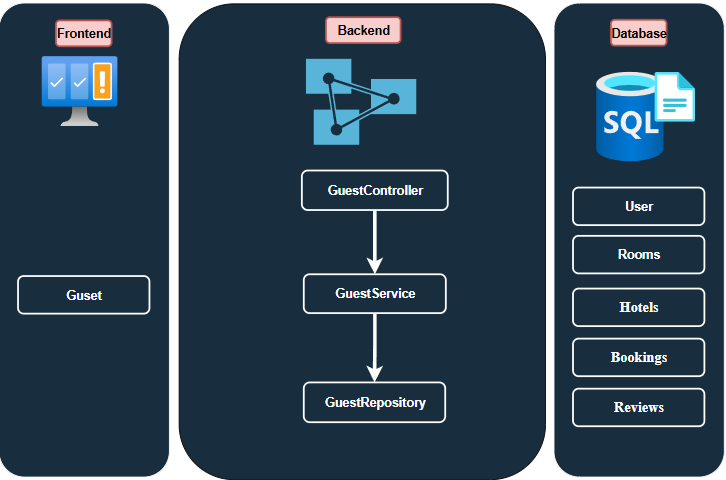 Frontend
Guset
Backend
GuestController
GuestService
GuestRepository
Database
SQL
User
Rooms
Hotels
Bookings
Reviews